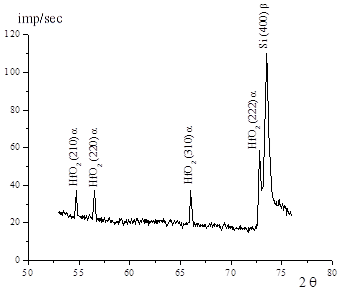 imp/sec
120
100
80
60
40
20
0
HfO₂ (210) α
HfO₂ (220) α
HfO₂ (310) α
HfO₂ (222) α
Si (400) β
50
55
60
65
70
75
80
2 θ